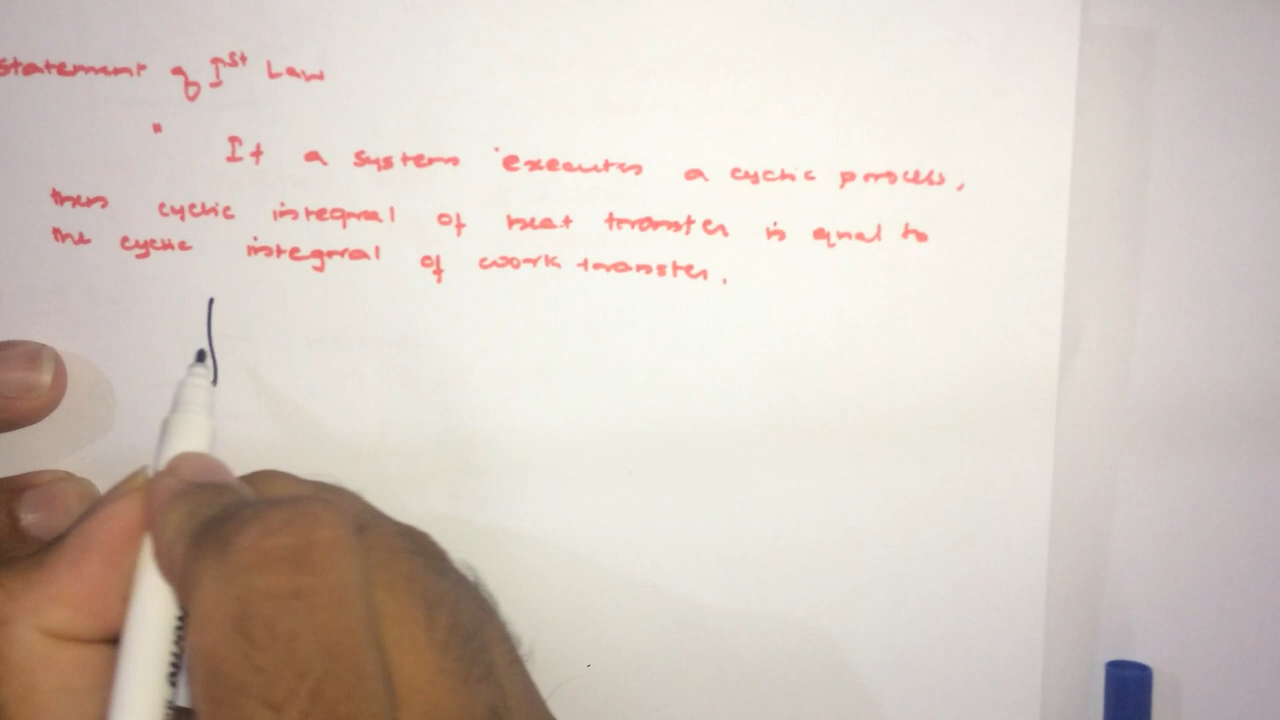 Statement of Ist Law
" If a system executes a cyclic process,
then cyclic integral of heat transfer is equal to
the cyclic integral of work transfer.